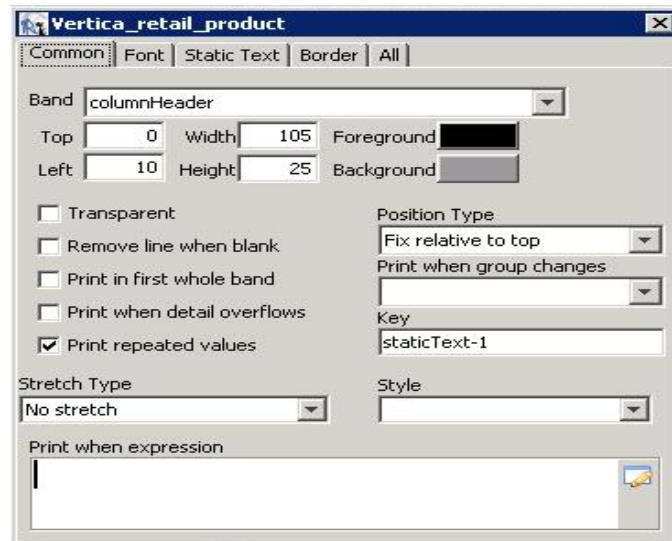 Vertica_retail_product
Common Font Static Text Border All
Band columnHeader
Top 0 Width 105 Foreground
Left 10 Height 25 Background
Transparent
Remove line when blank
Print in first whole band
Print when detail overflows
Print repeated values
Position Type
Fix relative to top
Print when group changes
Key
staticText-1
Stretch Type
No stretch
Style
Print when expression